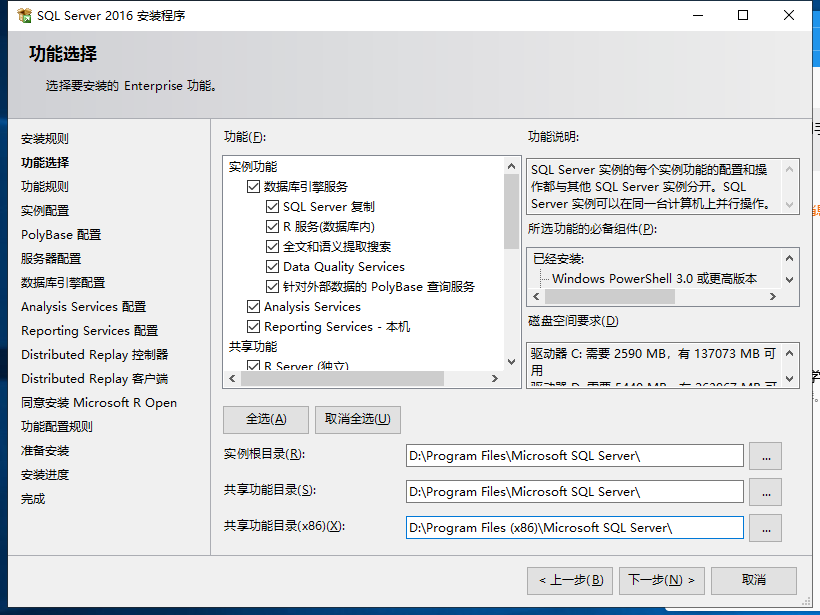 SQL Server 2016 安装程序
功能选择
选择要安装的 Enterprise 功能。
安装规则
功能选择
功能规则
实例配置
PolyBase 配置
服务器配置
数据库引擎配置
Analysis Services 配置
Reporting Services 配置
Distributed Replay 控制器
Distributed Replay 客户端
同意安装 Microsoft R Open
功能配置规则
准备安装
安装进度
完成
功能(F):
实例功能
数据库引擎服务
SQL Server 复制
R 服务(数据库内)
全文和语义提取搜索
Data Quality Services
针对外部数据的 PolyBase 查询服务
Analysis Services
Reporting Services - 本机
共享功能
R Server (独立)
全选(A)
取消全选(U)
功能说明:
SQL Server 实例的每个实例功能的配置和操
作都与其他 SQL Server 实例分开。SQL
Server 实例可以在同一台计算机上并行操作。
所选功能的必备组件(P):
已经安装:
Windows PowerShell 3.0 或更高版本
磁盘空间要求(D)
驱动器 C: 需要 2590 MB，有 137073 MB 可
用
实例根目录(R):
D:\Program Files\Microsoft SQL Server\
...
共享功能目录(S):
D:\Program Files\Microsoft SQL Server\
...
共享功能目录(x86)(X):
D:\Program Files (x86)\Microsoft SQL Server\
...
< 上一步(B)
下一步(N) >
取消